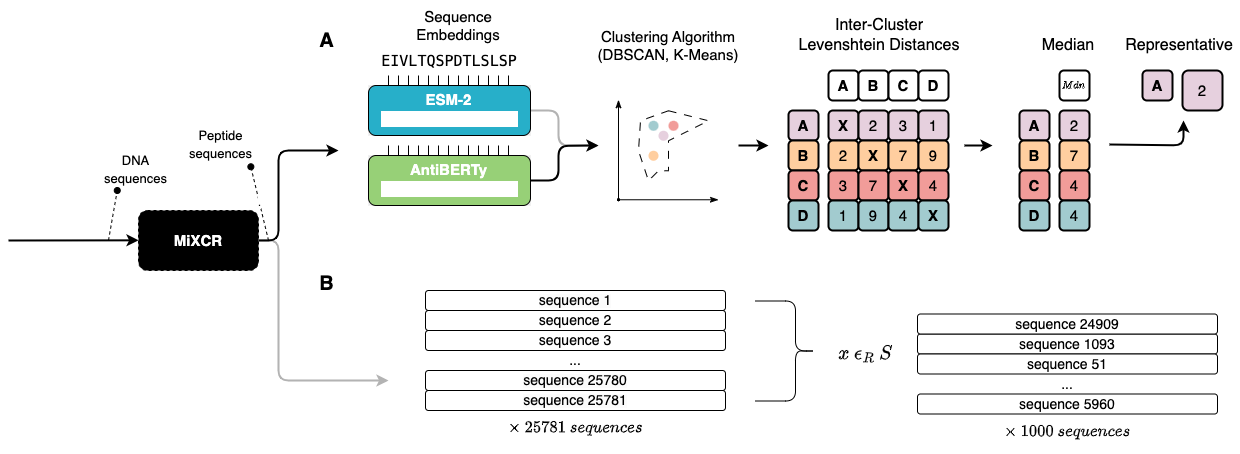 A
Sequence
Embeddings
EIVLTQSPDTLSLSP
ESM-2
AntiBERTy
Clustering Algorithm
(DBSCAN, K-Means)
Inter-Cluster
Levenshtein Distances
A B C D
A X 2 3 1
B 2 X 7 9
C 3 7 X 4
D 1 9 4 X
Median
Mdn
A 2
B 7
C 4
D 4
Representative
A 2
DNA
sequences
Peptide
sequences
MiXCR
B
sequence 1
sequence 2
sequence 3
...
sequence 25780
sequence 25781
× 25781 sequences
x ϵR S
sequence 24909
sequence 1093
sequence 51
...
sequence 5960
× 1000 sequences